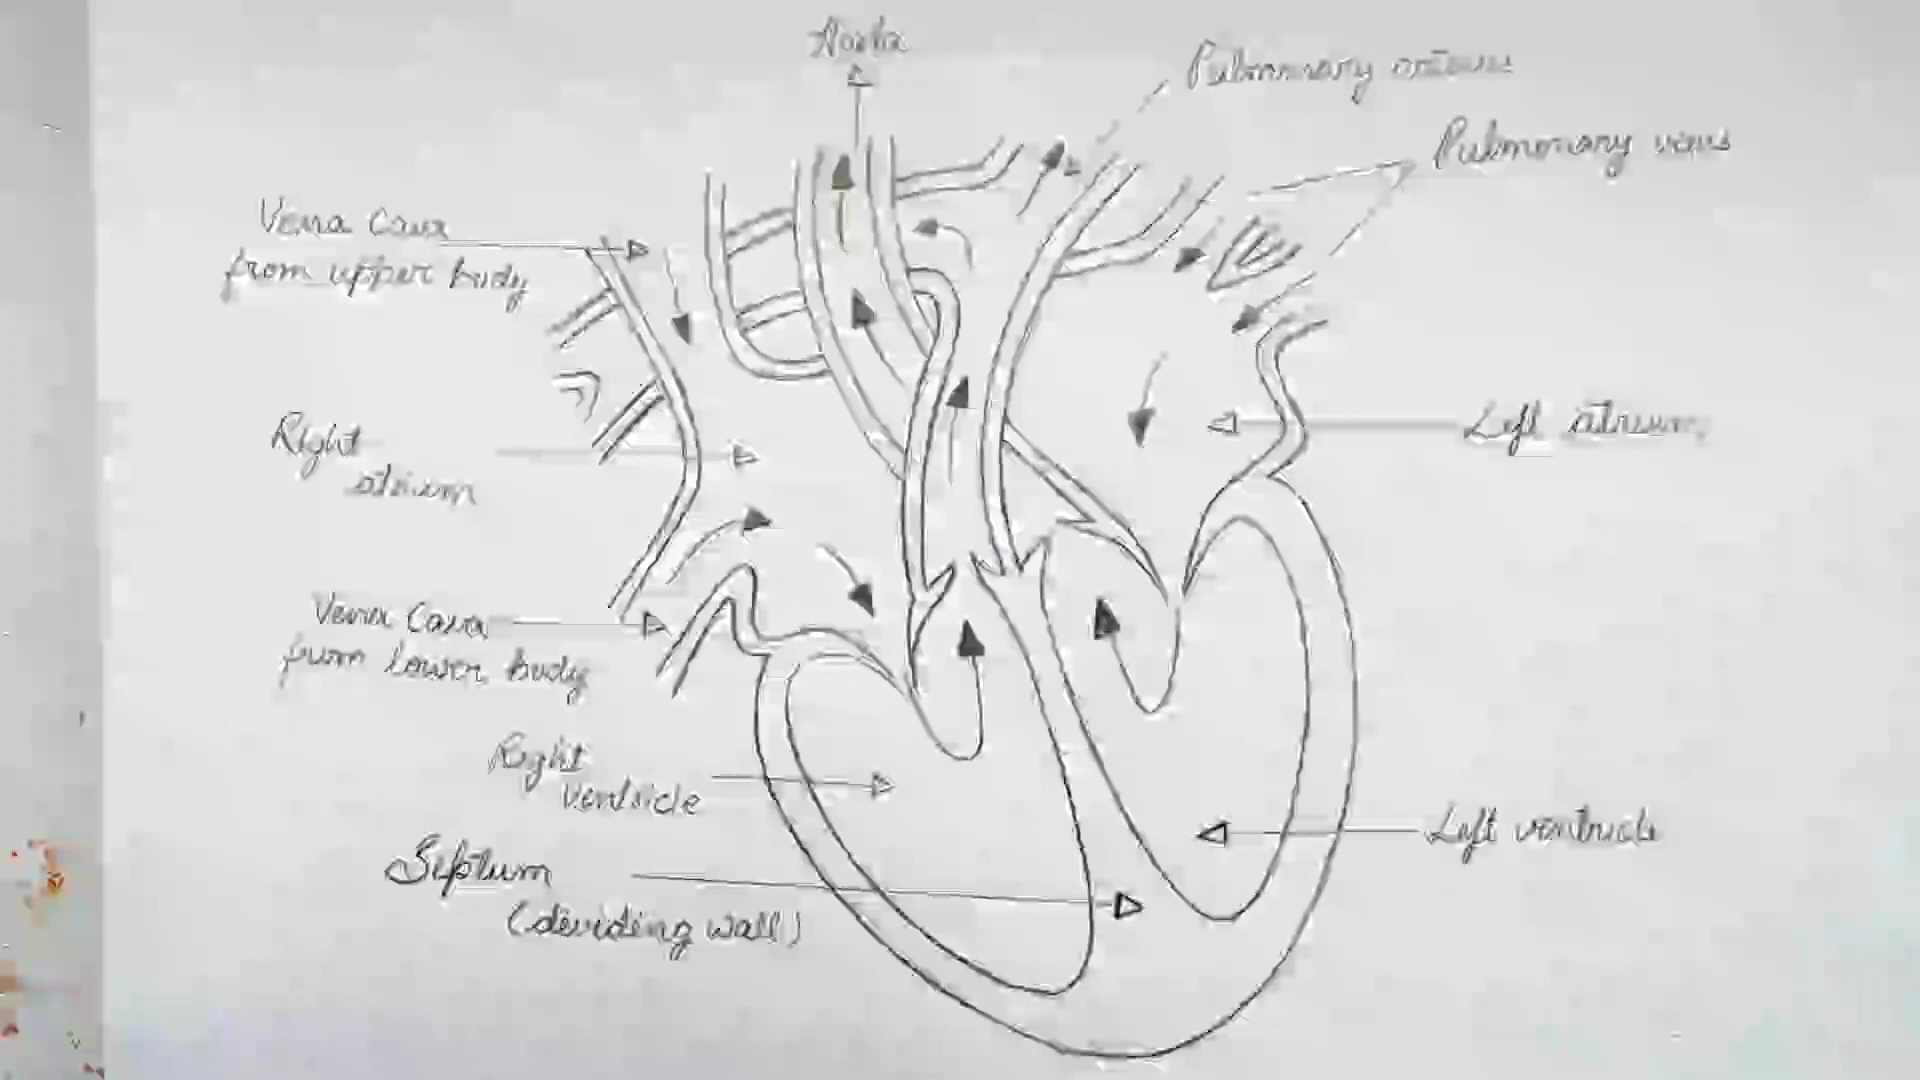 Aorta
Pulmonary arteries
Pulmonary veins
Vena Cava
from upper body
Right
atrium
Left atrium
Vena Cava
from lower body
Right
ventricle
Left ventricle
Septum
(deviding wall)